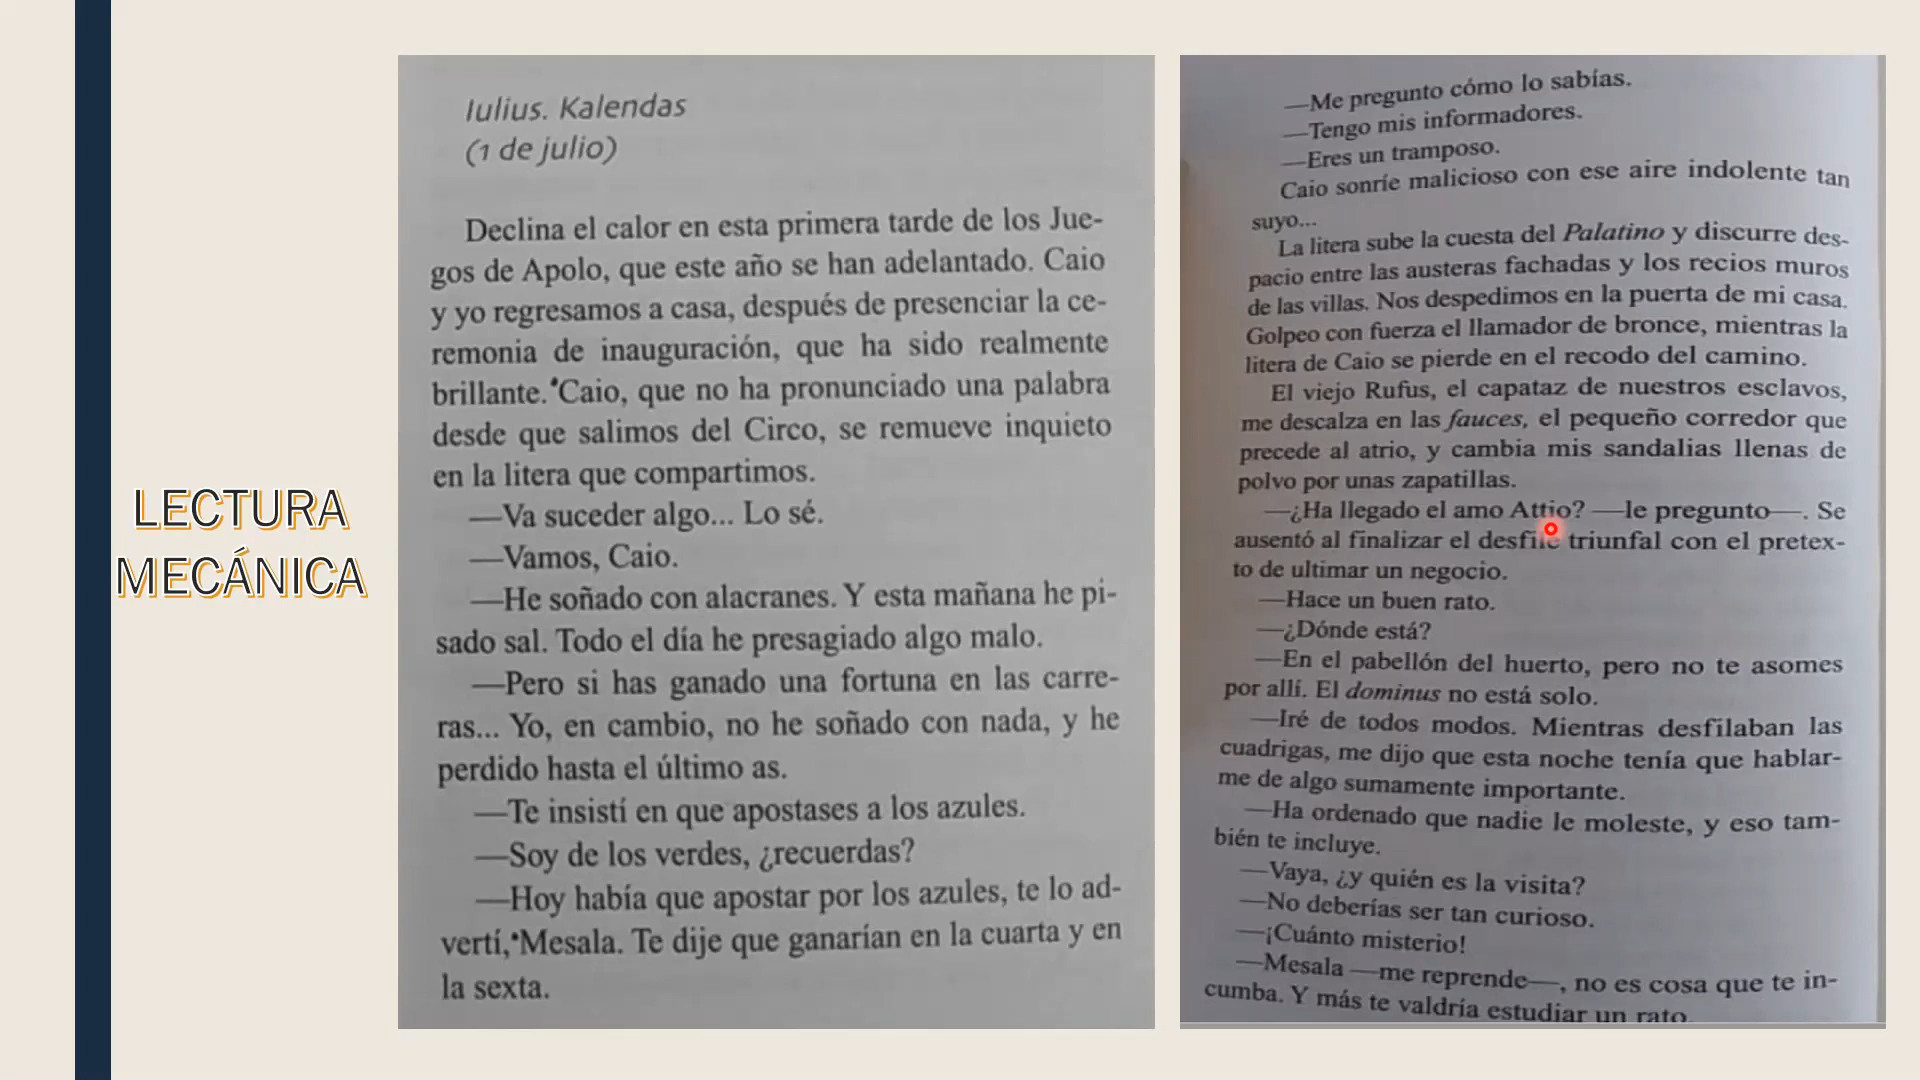 LECTURA
MECÁNICA
Iulius. Kalendas
(1 de julio)
Declina el calor en esta primera tarde de los Jue-
gos de Apolo, que este año se han adelantado. Caio
y yo regresamos a casa, después de presenciar la ce-
remonia de inauguración, que ha sido realmente
brillante. Caio, que no ha pronunciado una palabra
desde que salimos del Circo, se remueve inquieto
en la litera que compartimos.
—Va suceder algo... Lo sé.
—Vamos, Caio.
—He soñado con alacranes. Y esta mañana he pi-
sado sal. Todo el día he presagiado algo malo.
—Pero si has ganado una fortuna en las carre-
ras... Yo, en cambio, no he soñado con nada, y he
perdido hasta el último as.
—Te insistí en que apostases a los azules.
—Soy de los verdes, ¿recuerdas?
—Hoy había que apostar por los azules, te lo ad-
vertí, Mesala. Te dije que ganarían en la cuarta y en
la sexta.
—Me pregunto cómo lo sabías.
—Tengo mis informadores.
—Eres un tramposo.
Caio sonríe malicioso con ese aire indolente tan
suyo...
La litera sube la cuesta del Palatino y discurre des-
pacio entre las austeras fachadas y los recios muros
de las villas. Nos despedimos en la puerta de mi casa.
Golpeo con fuerza el llamador de bronce, mientras la
litera de Caio se pierde en el recodo del camino.
El viejo Rufus, el capataz de nuestros esclavos,
me descalza en las fauces, el pequeño corredor que
precede al atrio, y cambia mis sandalias llenas de
polvo por unas zapatillas.
—¿Ha llegado el amo Attio? —le pregunto—. Se
ausentó al finalizar el desfile triunfal con el pretex-
to de ultimar un negocio.
—Hace un buen rato.
—¿Dónde está?
—En el pabellón del huerto, pero no te asomes
por allí. El dominus no está solo.
—Iré de todos modos. Mientras desfilaban las
cuadrigas, me dijo que esta noche tenía que hablar-
me de algo sumamente importante.
—Ha ordenado que nadie le moleste, y eso tam-
bién te incluye.
—Vaya, ¿y quién es la visita?
—No deberías ser tan curioso.
—¡Cuánto misterio!
—Mesala —me reprende—, no es cosa que te in-
cumba. Y más te valdría estudiar un rato.